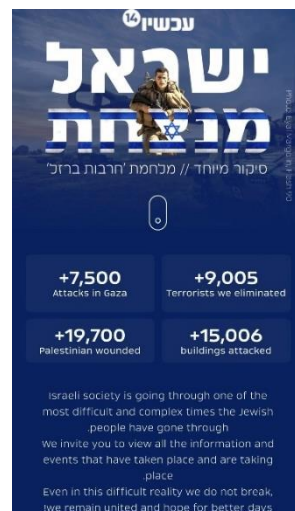 עכשיו 14
ישראל
מנצחת
סיקור מיוחד // מלחמת 'חרבות ברזל'
+7,500
Attacks in Gaza
+9,005
Terrorists we eliminated
+19,700
Palestinian wounded
+15,006
buildings attacked
Israeli society is going through one of the
most difficult and complex times the Jewish
.people have gone through
We invite you to view all the information and
events that have taken place and are taking
.place
Even in this difficult reality we do not break,
!we remain united and hope for better days